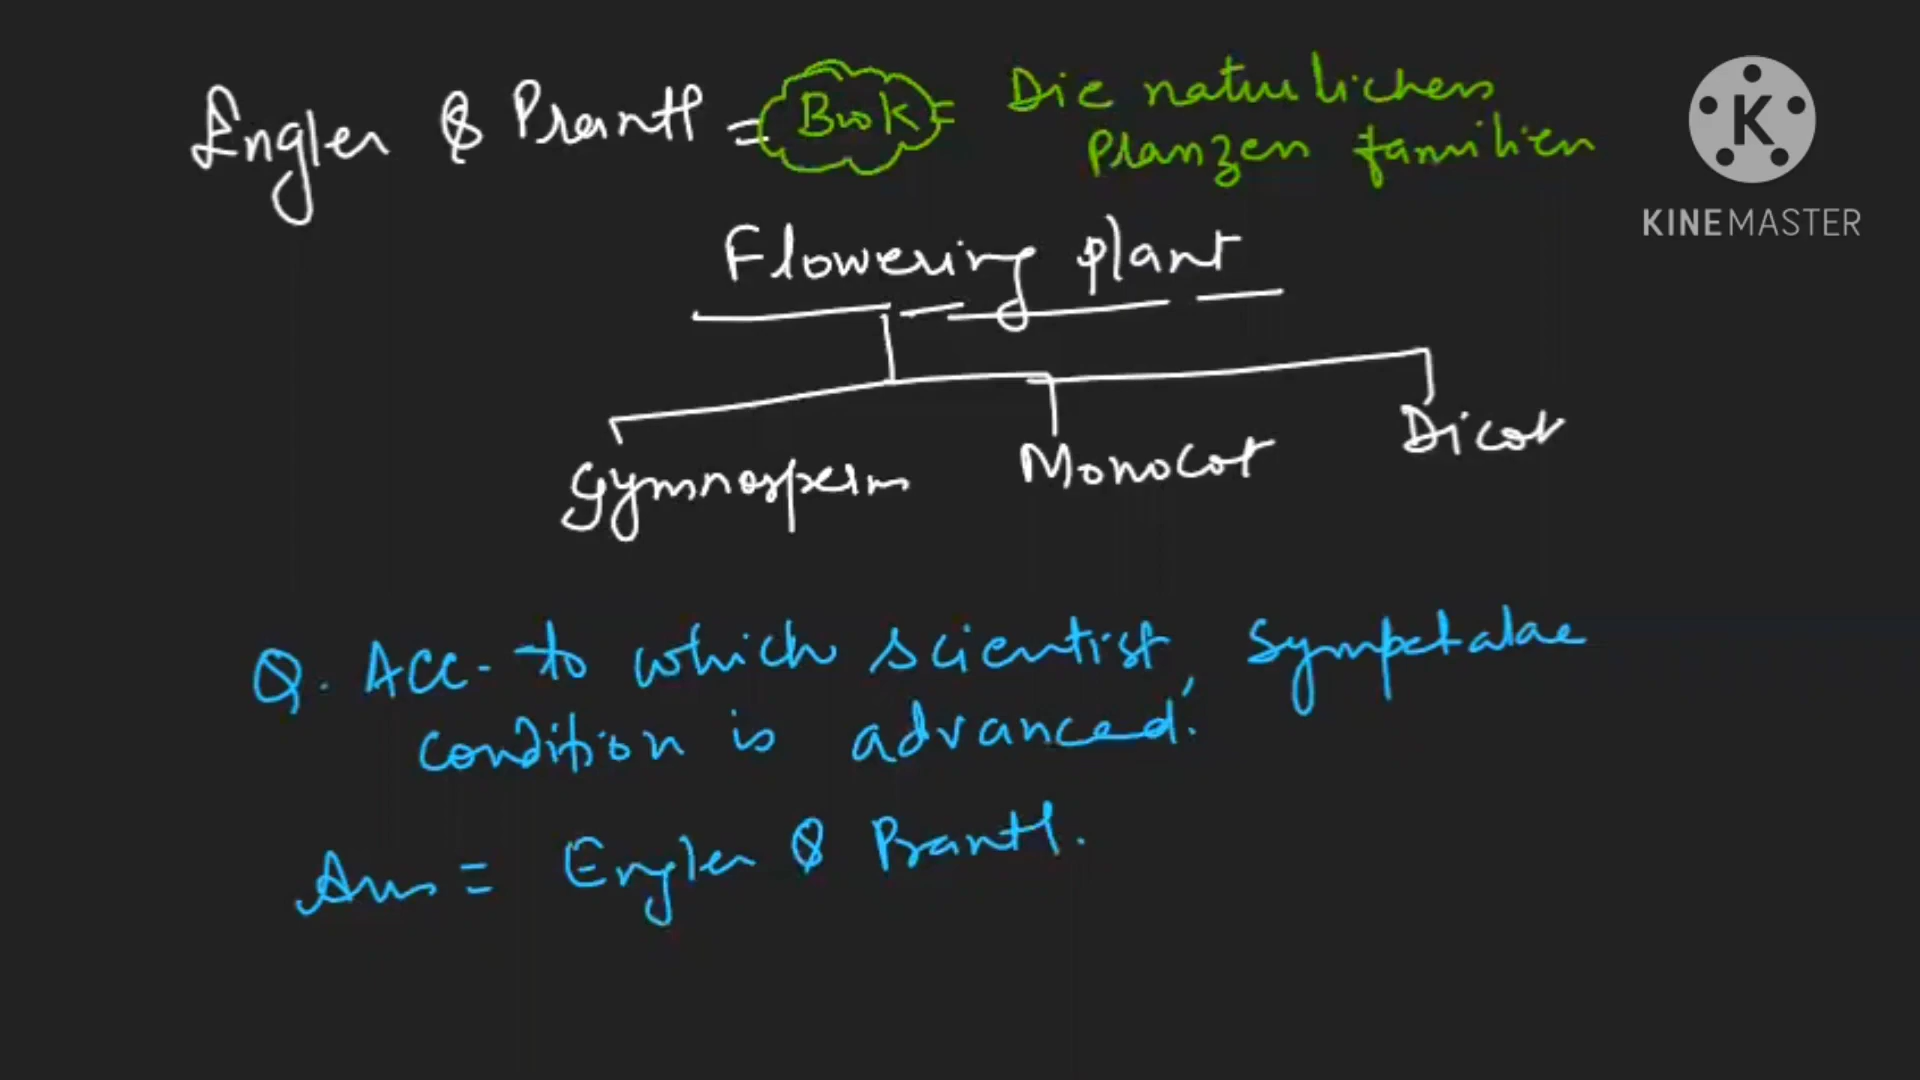 Engler & Prantl = Book = Die naturlichen
Planzen familien
K
KINEMASTER
Flowering plant
Gymnosperm Monocot Dicot
Q. Acc. to which scientist, sympetalae
condition is advanced.
Ans = Engler & Prantl.